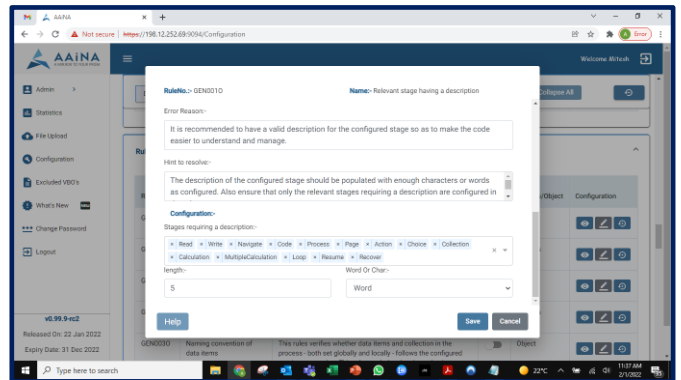 AAINA
Not secure
https://198.12.252.69:9094/Configuration
Error
AAINA
Welcome Mitesh
Admin
Statistics
File Upload
Configuration
Excluded VBO's
What's New
Change Password
Logout
v0.99.9-rc2
Released On: 22 Jan 2022
Expiry Date: 31 Dec 2022
Collapse All
Ru
/Object
Configuration
RuleNo.:- GEN001O
Name:- Relevant stage having a description
Error Reason:-
It is recommended to have a valid description for the configured stage so as to make the code
easier to understand and manage.
Hint to resolve:-
The description of the configured stage should be populated with enough characters or words
as configured. Also ensure that only the relevant stages requiring a description are configured in
Configuration:-
Stages requiring a description:-
× Read × Write × Navigate × Code × Process × Page × Action × Choice × Collection
× Calculation × MultipleCalculation × Loop × Resume × Recover
length:-
Word Or Char:-
5
Word
Help
Save
Cancel
GEN003O
Naming convention of
data items
This rules verifies whether data items and collection in the
process - both set globally and locally - follows the configured
Object
Type here to search
22°C
11:37 AM
2/1/2022